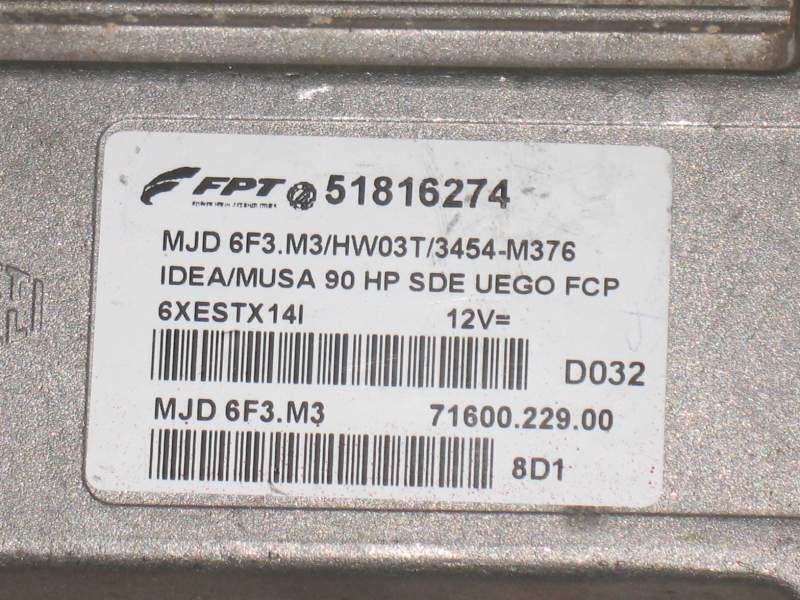 FPT 51816274
MJD 6F3.M3/HW03T/3454-M376
IDEA/MUSA 90 HP SDE UEGO FCP
6XESTX14I 12V=
D032
MJD 6F3.M3 71600.229.00
8D1